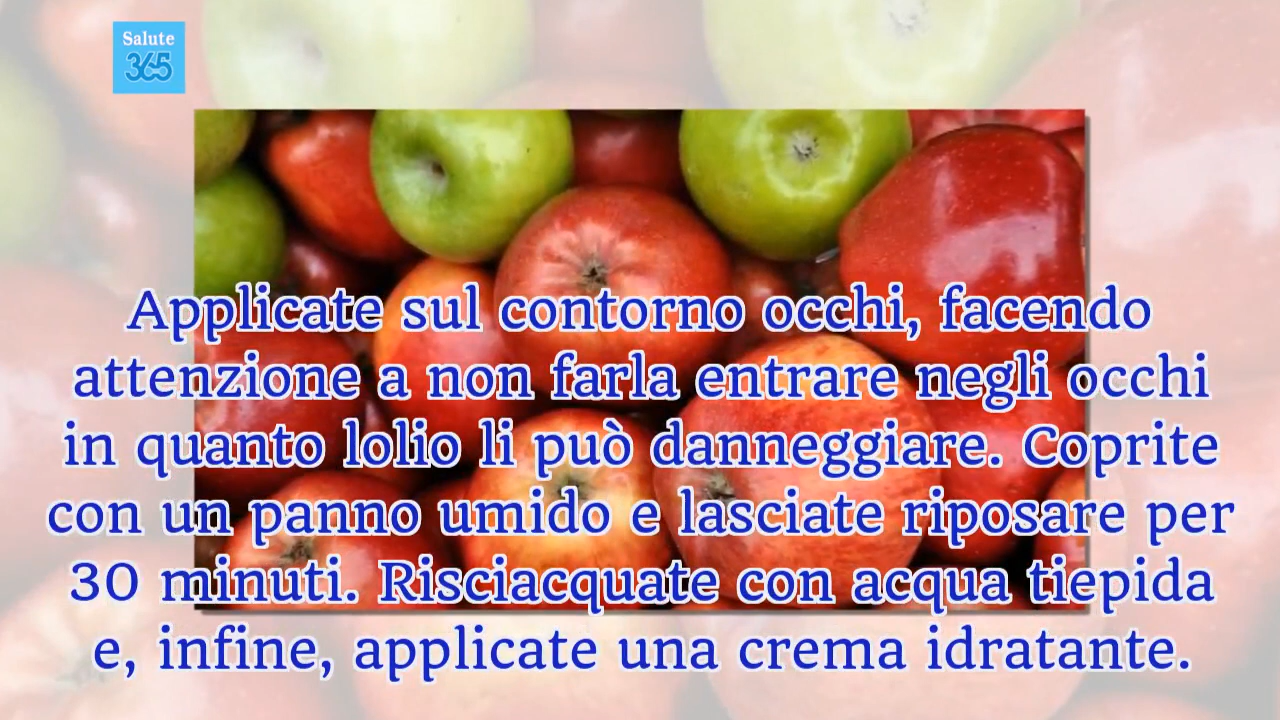 Salute
365
Applicate sul contorno occhi, facendo
attenzione a non farla entrare negli occhi
in quanto lolio li può danneggiare. Coprite
con un panno umido e lasciate riposare per
30 minuti. Risciacquate con acqua tiepida
e, infine, applicate una crema idratante.